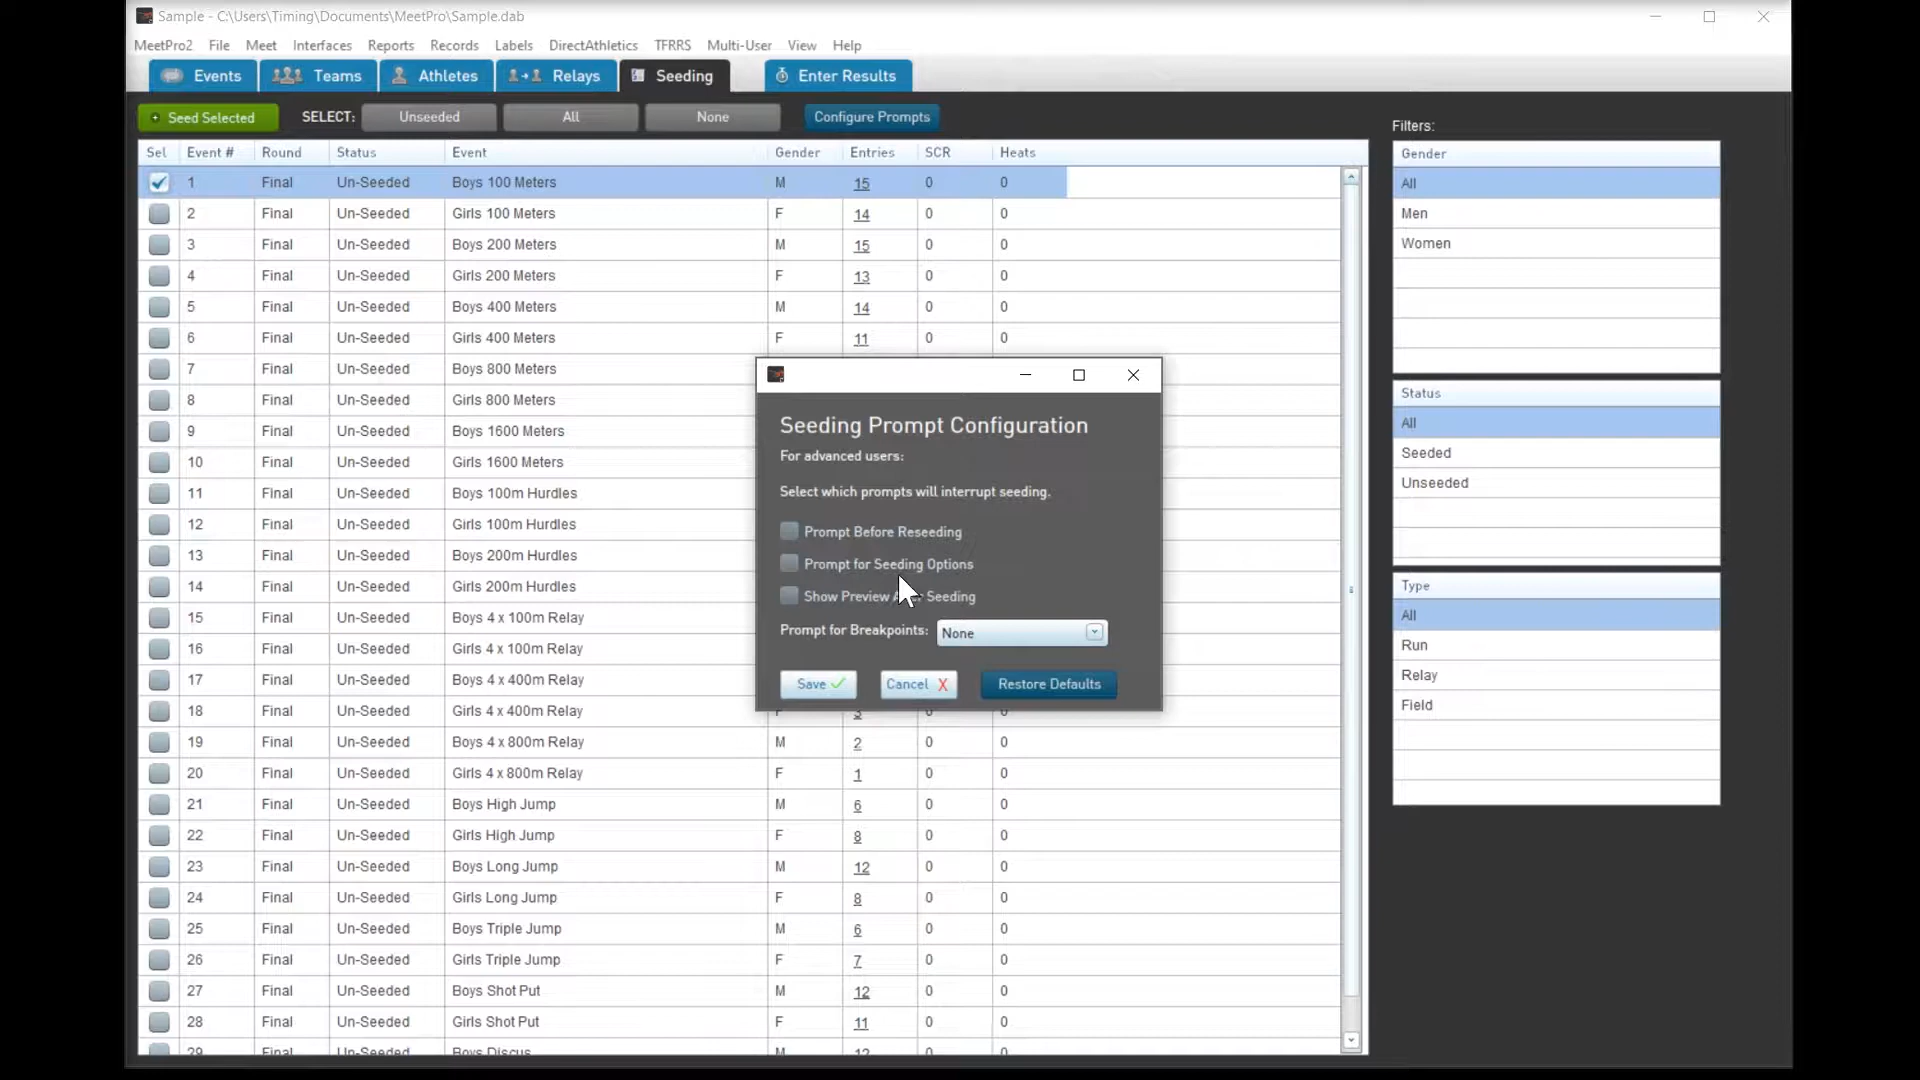 Sample - C:\Users\Timing\Documents\MeetPro\Sample.dab
MeetPro2 File Meet Interfaces Reports Records Labels DirectAthletics TFRRS Multi-User View Help
Events Teams Athletes Relays Seeding Enter Results
+ Seed Selected SELECT: Unseeded All None Configure Prompts
Sel Event # Round Status Event Gender Entries SCR Heats
1 Final Un-Seeded Boys 100 Meters M 15 0 0
2 Final Un-Seeded Girls 100 Meters F 14 0 0
3 Final Un-Seeded Boys 200 Meters M 15 0 0
4 Final Un-Seeded Girls 200 Meters F 13 0 0
5 Final Un-Seeded Boys 400 Meters M 14 0 0
6 Final Un-Seeded Girls 400 Meters F 11 0 0
7 Final Un-Seeded Boys 800 Meters
8 Final Un-Seeded Girls 800 Meters
9 Final Un-Seeded Boys 1600 Meters
10 Final Un-Seeded Girls 1600 Meters
11 Final Un-Seeded Boys 100m Hurdles
12 Final Un-Seeded Girls 100m Hurdles
13 Final Un-Seeded Boys 200m Hurdles
14 Final Un-Seeded Girls 200m Hurdles
15 Final Un-Seeded Boys 4 x 100m Relay
16 Final Un-Seeded Girls 4 x 100m Relay
17 Final Un-Seeded Boys 4 x 400m Relay
18 Final Un-Seeded Girls 4 x 400m Relay F 3 0 0
19 Final Un-Seeded Boys 4 x 800m Relay M 2 0 0
20 Final Un-Seeded Girls 4 x 800m Relay F 1 0 0
21 Final Un-Seeded Boys High Jump M 6 0 0
22 Final Un-Seeded Girls High Jump F 8 0 0
23 Final Un-Seeded Boys Long Jump M 12 0 0
24 Final Un-Seeded Girls Long Jump F 8 0 0
25 Final Un-Seeded Boys Triple Jump M 6 0 0
26 Final Un-Seeded Girls Triple Jump F 7 0 0
27 Final Un-Seeded Boys Shot Put M 12 0 0
28 Final Un-Seeded Girls Shot Put F 11 0 0
29 Final Un-Seeded Boys Discus M 12 0 0
Seeding Prompt Configuration
For advanced users:
Select which prompts will interrupt seeding.
Prompt Before Reseeding
Prompt for Seeding Options
Show Preview Seeding
Prompt for Breakpoints: None
Save Cancel X Restore Defaults
Filters:
Gender
All
Men
Women
Status
All
Seeded
Unseeded
Type
All
Run
Relay
Field